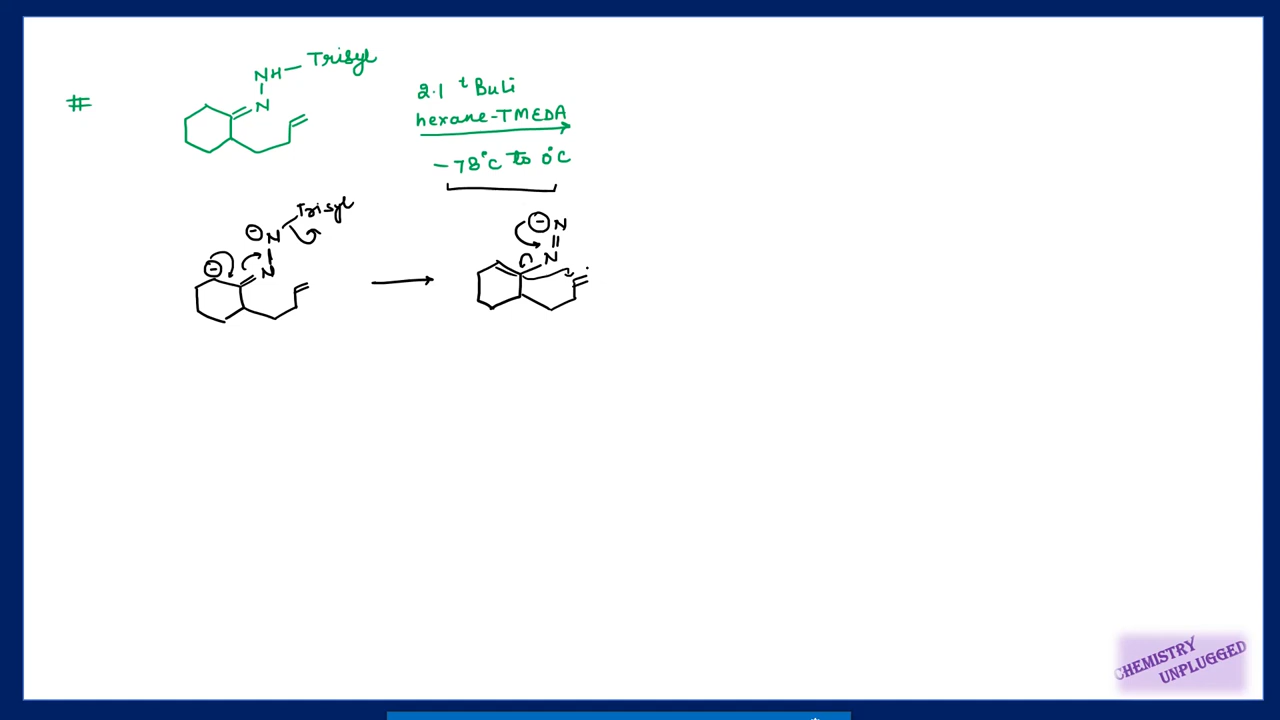 #
NH - Trisyl
N
2.1 ᵗBuLi
hexane-TMEDA
-78°C to 0°C
⊖ N - Trisyl
N
⊖ N
N
CHEMISTRY
UNPLUGGED